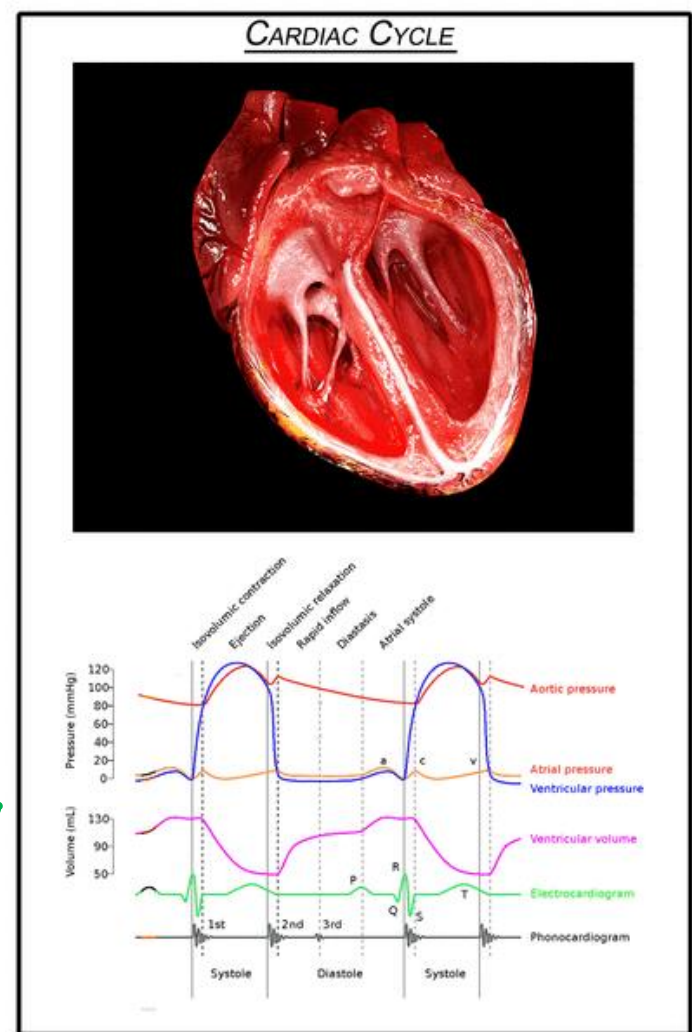 CARDIAC CYCLE
Isovolumic contraction
Ejection
Isovolumic relaxation
Rapid inflow
Diastasis
Atrial systole
Pressure (mmHg)
120
100
80
60
40
20
0
a
c
v
Aortic pressure
Atrial pressure
Ventricular pressure
Volume (mL)
130
90
50
Ventricular volume
R
P
T
Q
S
Electrocardiogram
1st
2nd
3rd
Phonocardiogram
Systole
Diastole
Systole